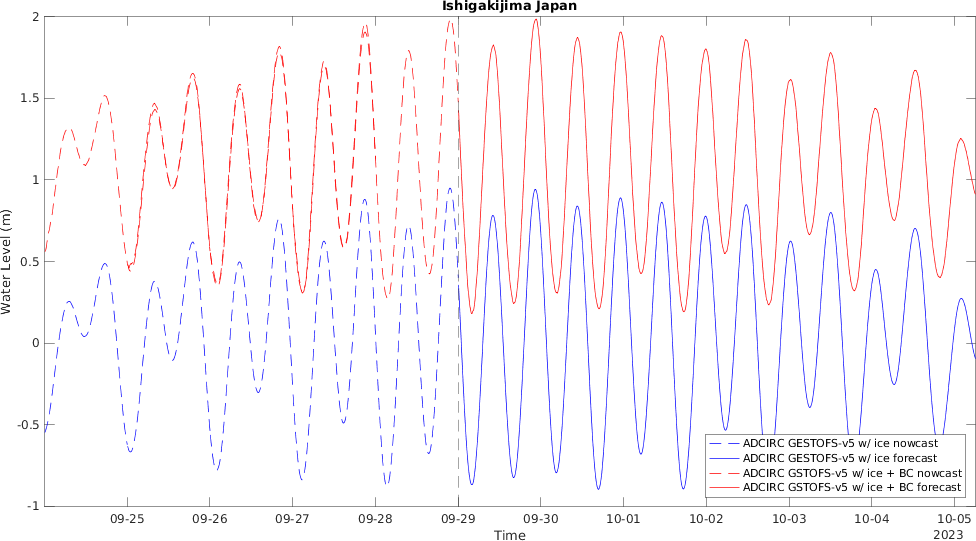 Ishigakijima Japan
2
1.5
1
0.5
0
-0.5
-1
Water Level (m)
09-25
09-26
09-27
09-28
09-29
09-30
10-01
10-02
10-03
10-04
10-05
Time
2023
ADCIRC GESTOFS-v5 w/ ice nowcast
ADCIRC GESTOFS-v5 w/ ice forecast
ADCIRC GSTOFS-v5 w/ ice + BC nowcast
ADCIRC GSTOFS-v5 w/ ice + BC forecast